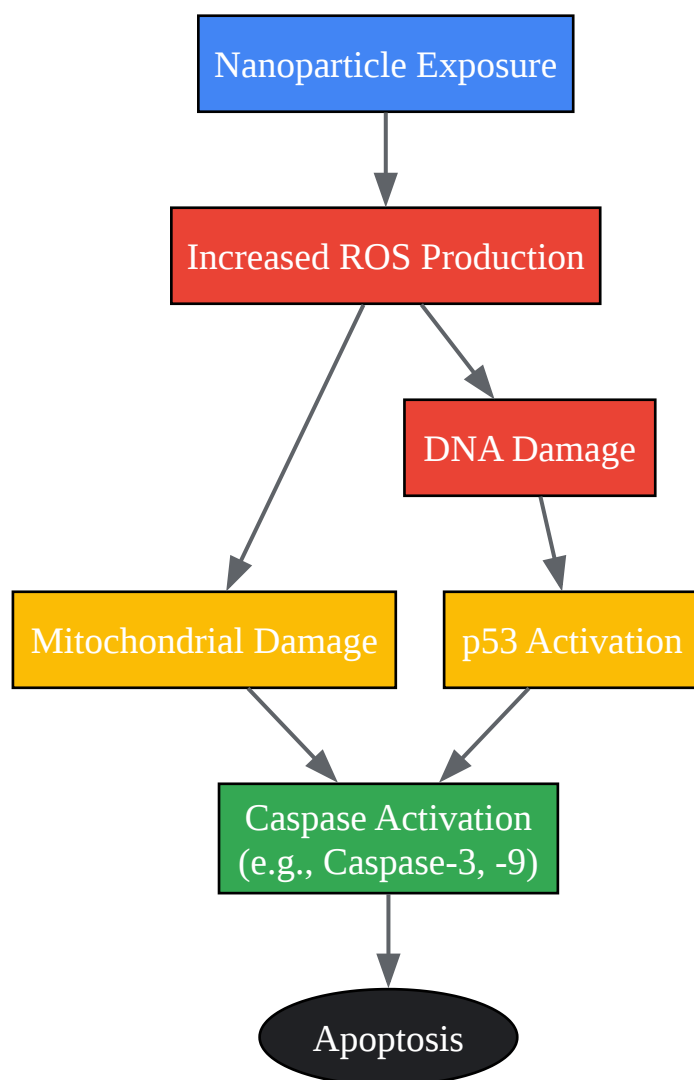 Nanoparticle Exposure
Increased ROS Production
DNA Damage
Mitochondrial Damage
p53 Activation
Caspase Activation
(e.g., Caspase-3, -9)
Apoptosis